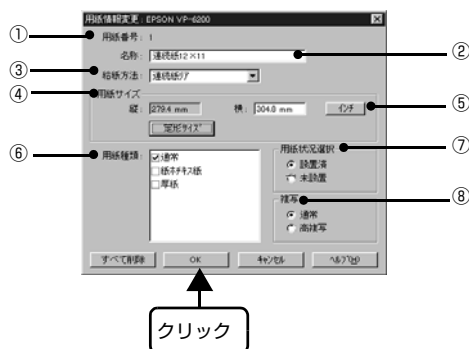 用紙情報変更：EPSON VP-6200
① 用紙番号： 1
② 名称： 連続紙12×11
③ 給紙方法： 連続紙ﾘｱ
④ 用紙サイズ
縦： 279.4 mm 横： 304.8 mm ｲﾝﾁ ⑤
定形ｻｲｽﾞ
⑥ 用紙種類： 通常
紙ﾎﾁｷｽ紙
厚紙
用紙状況選択 ⑦
設置済
未設置
複写 ⑧
通常
高複写
すべて削除 OK ｷｬﾝｾﾙ ﾍﾙﾌﾟ(H)
クリック